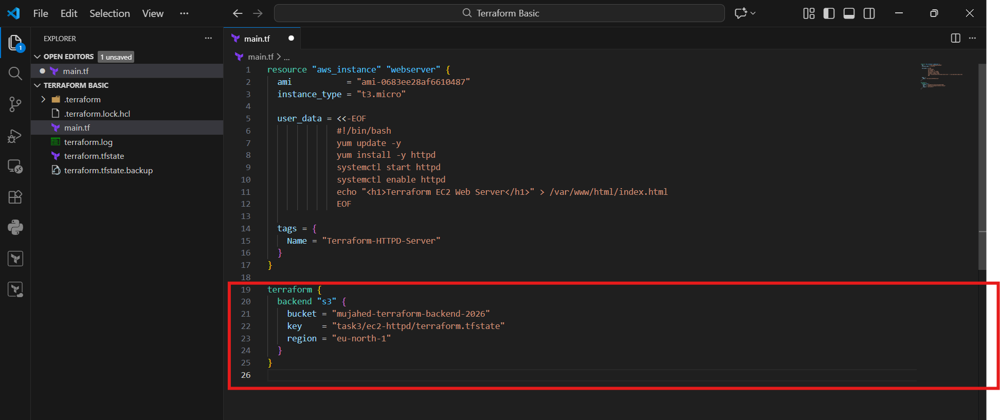 File Edit Selection View
Terraform Basic
EXPLORER
OPEN EDITORS 1 unsaved
main.tf
TERRAFORM BASIC
.terraform
.terraform.lock.hcl
main.tf
terraform.log
terraform.tfstate
terraform.tfstate.backup
1
main.tf
main.tf > ...
1 resource "aws_instance" "webserver" {
2 ami           = "ami-0683ee28af6610487"
3 instance_type = "t3.micro"
4
5 user_data = <<-EOF
6 #!/bin/bash
7 yum update -y
8 yum install -y httpd
9 systemctl start httpd
10 systemctl enable httpd
11 echo "<h1>Terraform EC2 Web Server</h1>" > /var/www/html/index.html
12 EOF
13
14 tags = {
15 Name = "Terraform-HTTPD-Server"
16 }
17 }
18
19 terraform {
20 backend "s3" {
21 bucket = "mujahed-terraform-backend-2026"
22 key    = "task3/ec2-httpd/terraform.tfstate"
23 region = "eu-north-1"
24 }
25 }
26